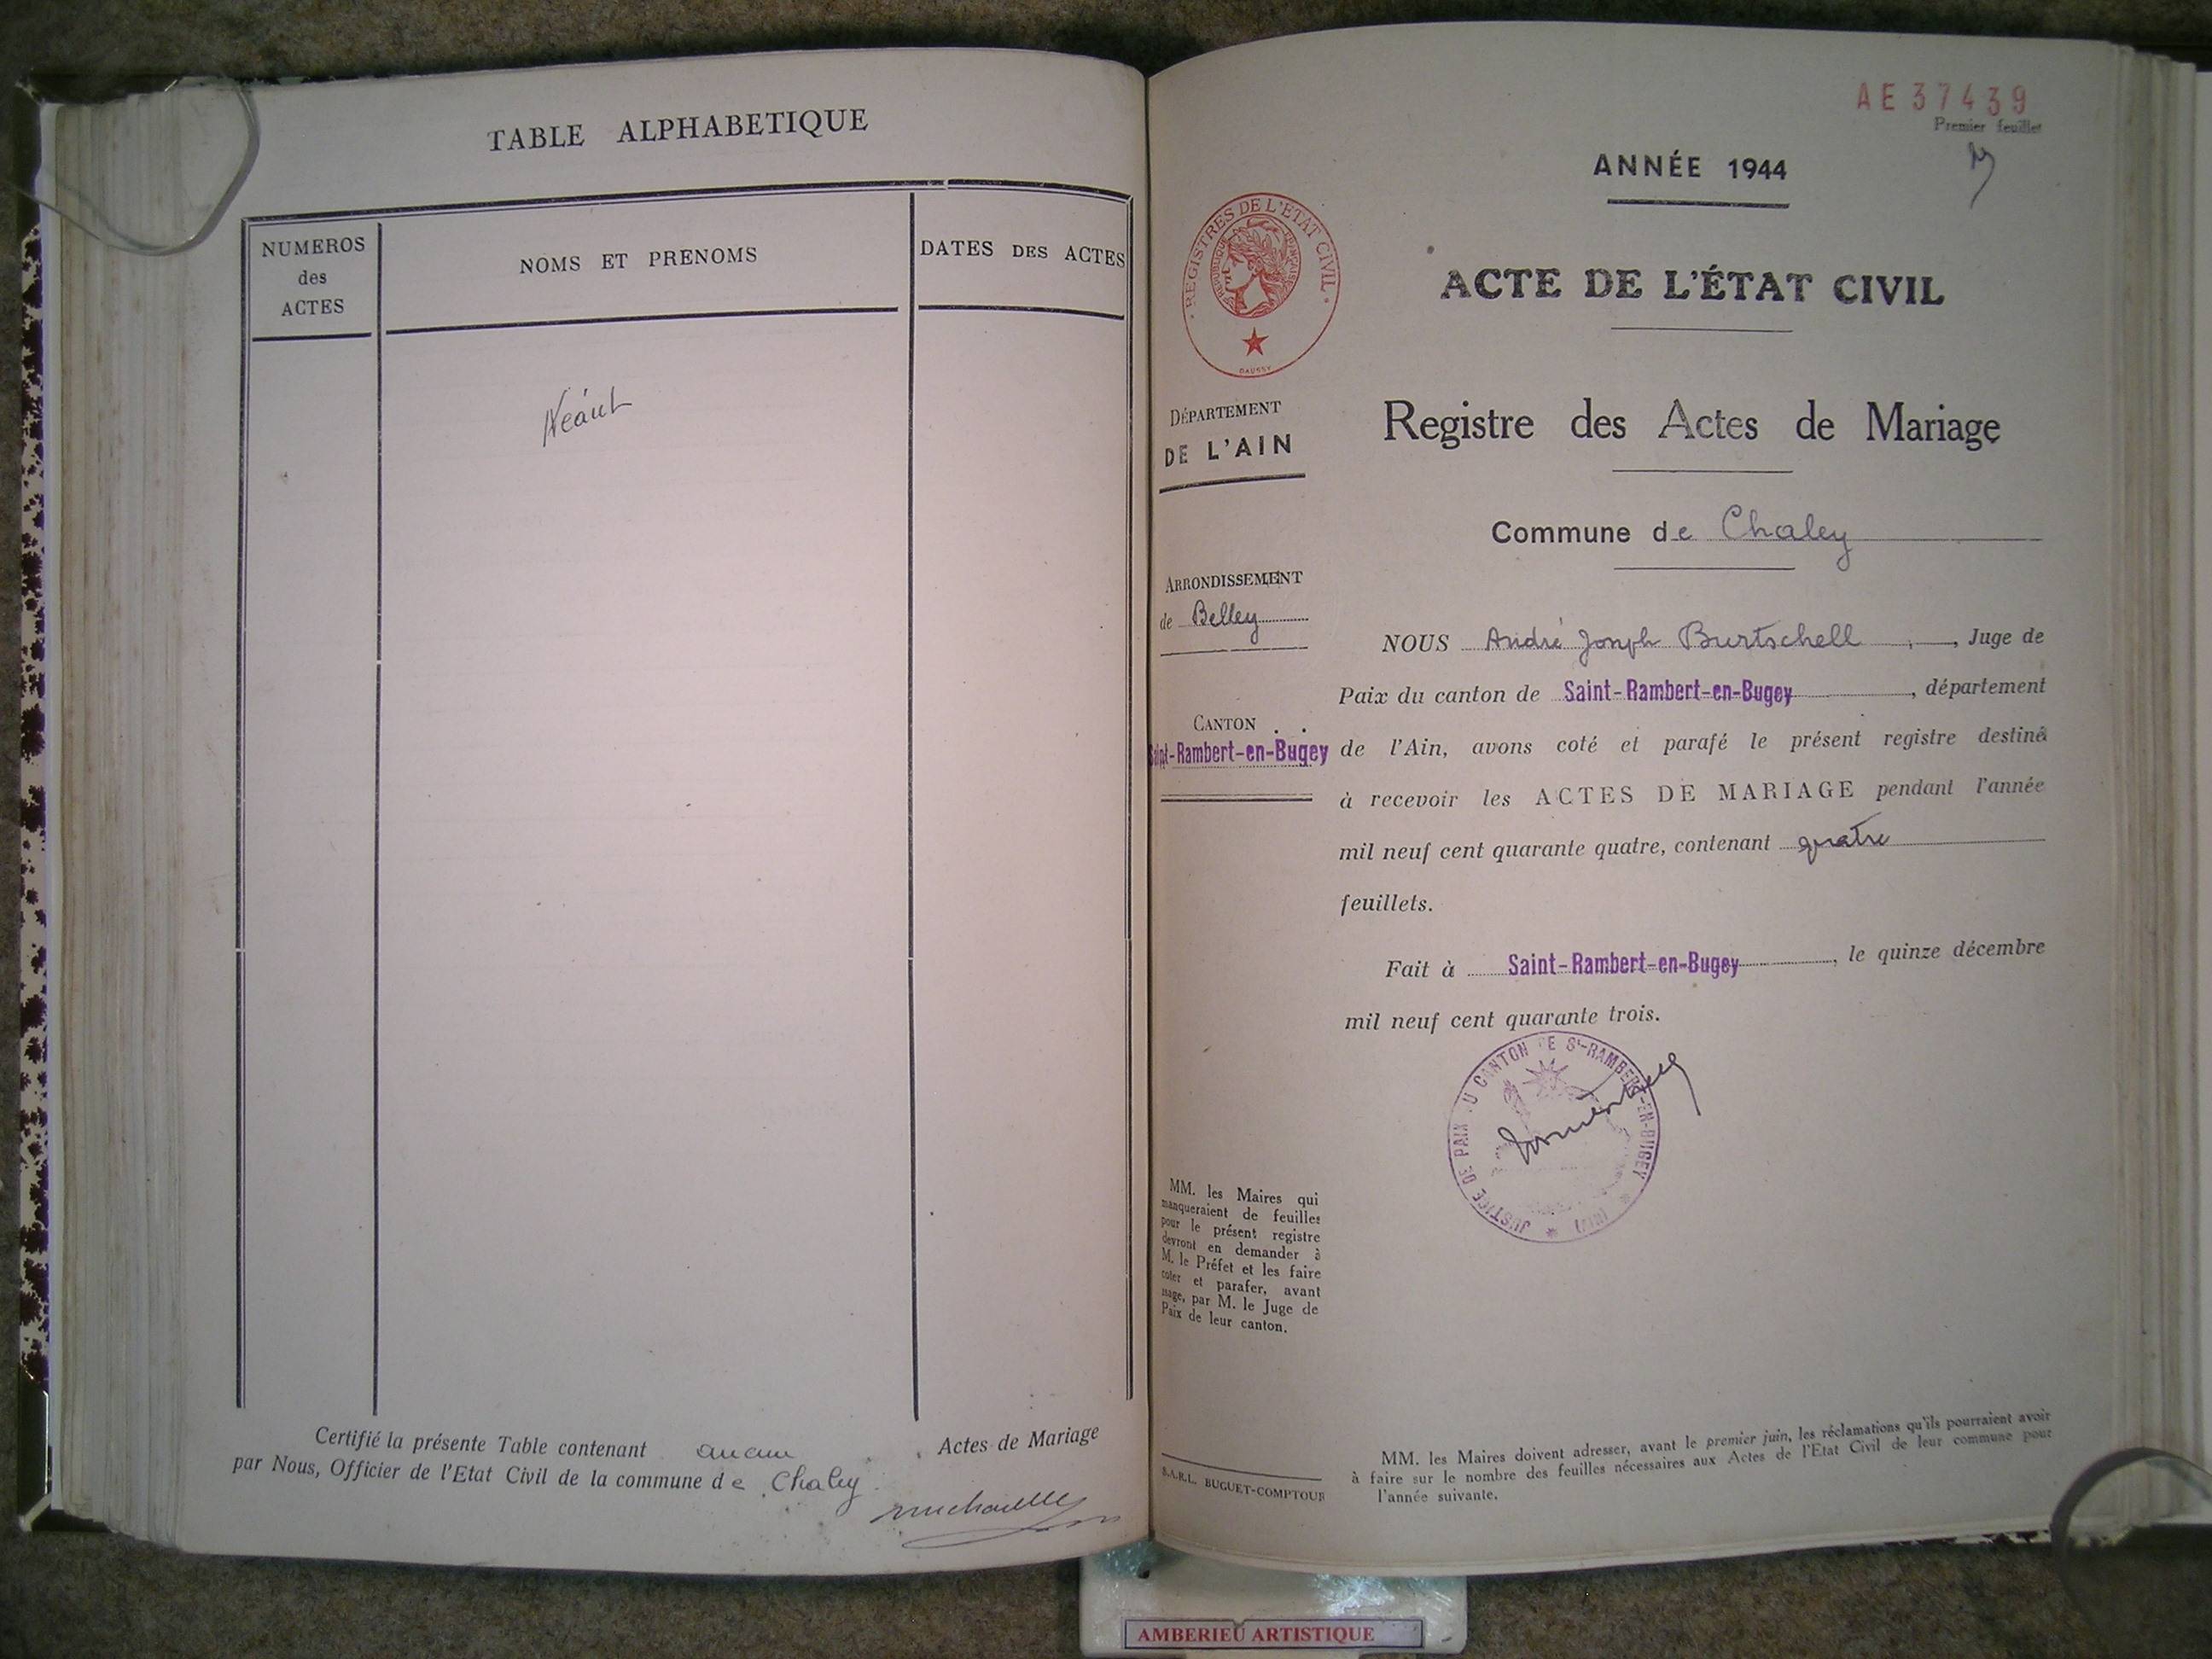 TABLE ALPHABETIQUE
NUMEROS
des
ACTES
NOMS ET PRENOMS
DATES DES ACTES
Néant
Certifié la présente Table contenant aucun Actes de Mariage
par Nous, Officier de l'Etat Civil de la commune de Chaley
AE37439
Premier feuillet
ANNÉE 1944
REGISTRES DE L'ETAT CIVIL
REPUBLIQUE FRANÇAISE
DAUSSY
ACTE DE L'ÉTAT CIVIL
Registre des Actes de Mariage
Commune de Chaley
DÉPARTEMENT
DE L'AIN
ARRONDISSEMENT
de Belley
CANTON
Saint-Rambert-en-Bugey
NOUS André Joseph Burtschell, Juge de
Paix du canton de Saint-Rambert-en-Bugey, département
de l'Ain, avons coté et parafé le présent registre destiné
à recevoir les ACTES DE MARIAGE pendant l'année
mil neuf cent quarante quatre, contenant quatre
feuillets.
Fait à Saint-Rambert-en-Bugey, le quinze décembre
mil neuf cent quarante trois.
JUSTICE DE PAIX DU CANTON DE St-RAMBERT-EN-BUGEY (AIN)
MM. les Maires qui
manqueraient de feuilles
pour le présent registre
devront en demander à
M. le Préfet et les faire
coter et parafer, avant
usage, par M. le Juge de
Paix de leur canton.
S.A.R.L. BUGUET-COMPTOUR
MM. les Maires doivent adresser, avant le premier juin, les réclamations qu'ils pourraient avoir
à faire sur le nombre des feuilles nécessaires aux Actes de l'Etat Civil de leur commune pour
l'année suivante.
AMBERIEU ARTISTIQUE